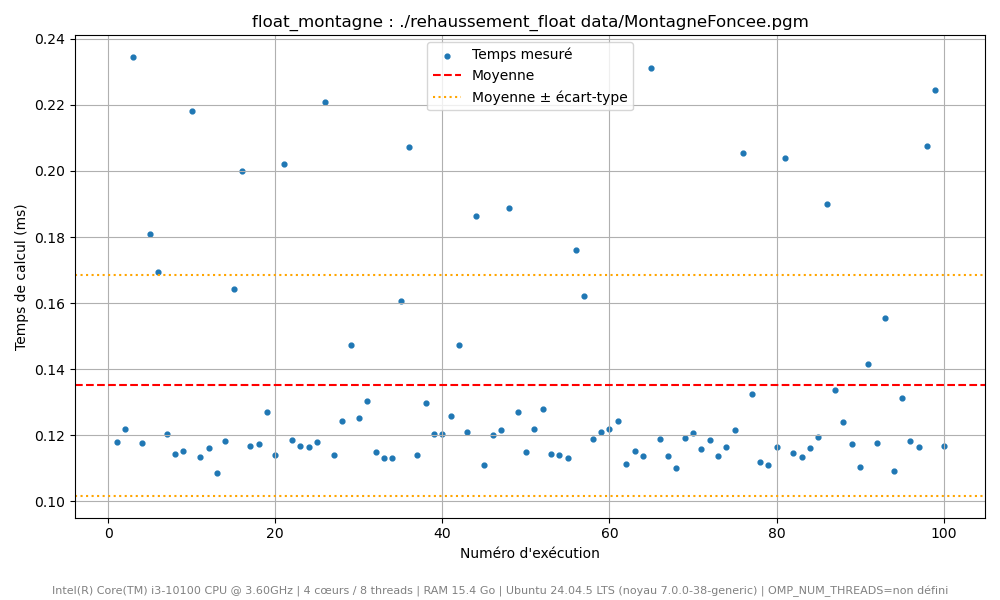 float_montagne : ./rehaussement_float data/MontagneFoncee.pgm
Temps mesuré
Moyenne
Moyenne ± écart-type
Temps de calcul (ms)
0.24
0.22
0.20
0.18
0.16
0.14
0.12
0.10
0 20 40 60 80 100
Numéro d'exécution
Intel(R) Core(TM) i3-10100 CPU @ 3.60GHz | 4 cœurs / 8 threads | RAM 15.4 Go | Ubuntu 24.04.5 LTS (noyau 7.0.0-38-generic) | OMP_NUM_THREADS=non défini